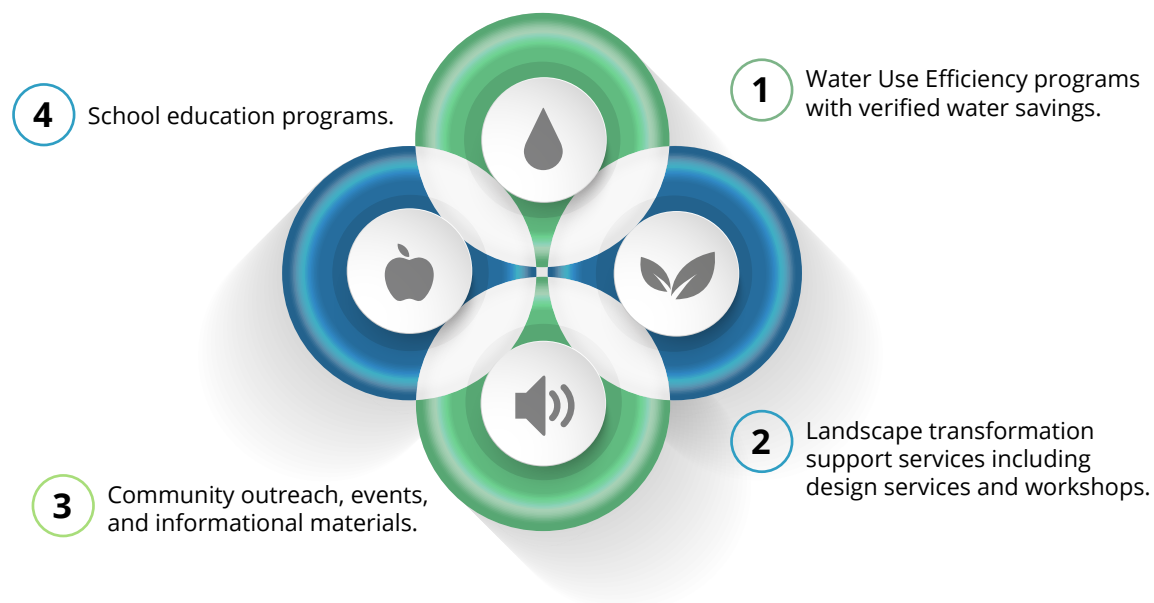 1
Water Use Efficiency programs
with verified water savings.
2
Landscape transformation
support services including
design services and workshops.
3
Community outreach, events,
and informational materials.
4
School education programs.